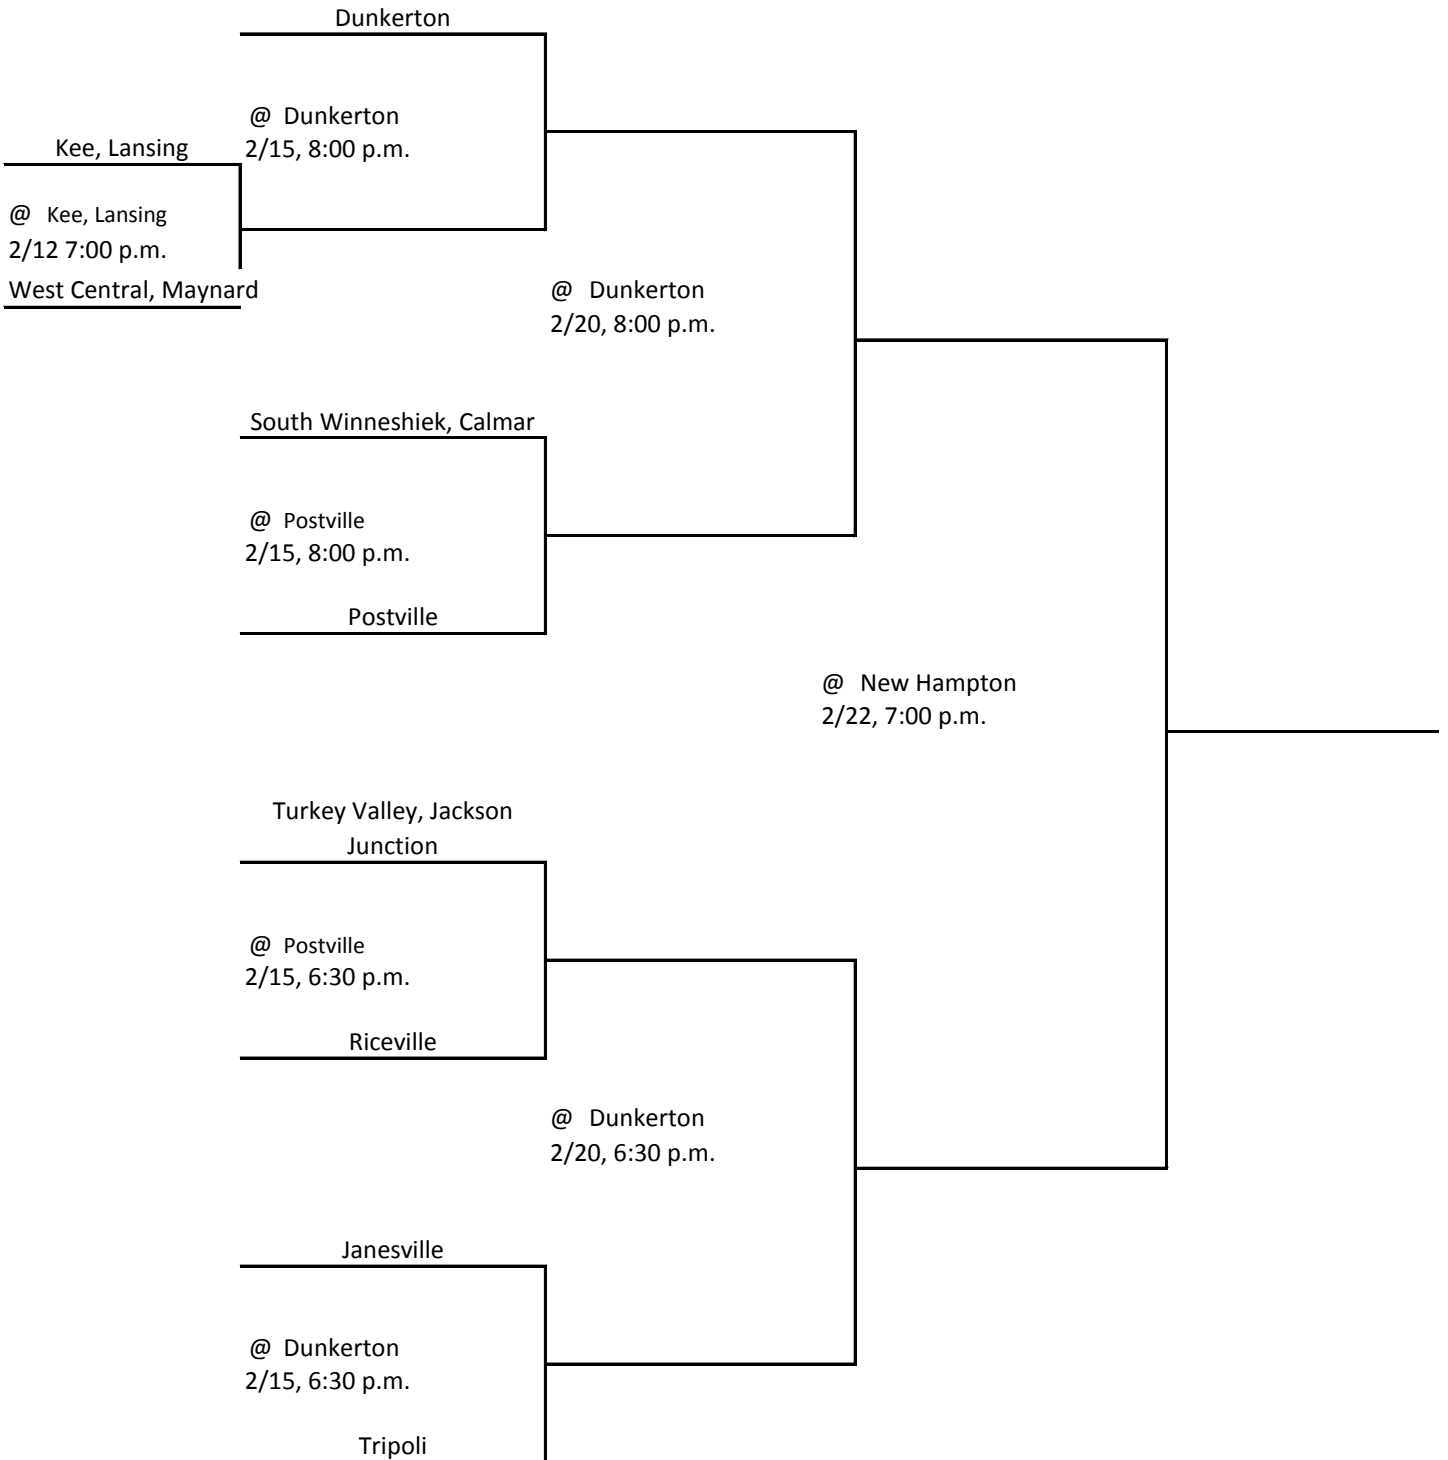 Dunkerton
@ Dunkerton
2/15, 8:00 p.m.
Kee, Lansing
@ Kee, Lansing
2/12 7:00 p.m.
West Central, Maynard
@ Dunkerton
2/20, 8:00 p.m.
South Winneshiek, Calmar
@ Postville
2/15, 8:00 p.m.
Postville
@ New Hampton
2/22, 7:00 p.m.
Turkey Valley, Jackson
Junction
@ Postville
2/15, 6:30 p.m.
Riceville
@ Dunkerton
2/20, 6:30 p.m.
Janesville
@ Dunkerton
2/15, 6:30 p.m.
Tripoli